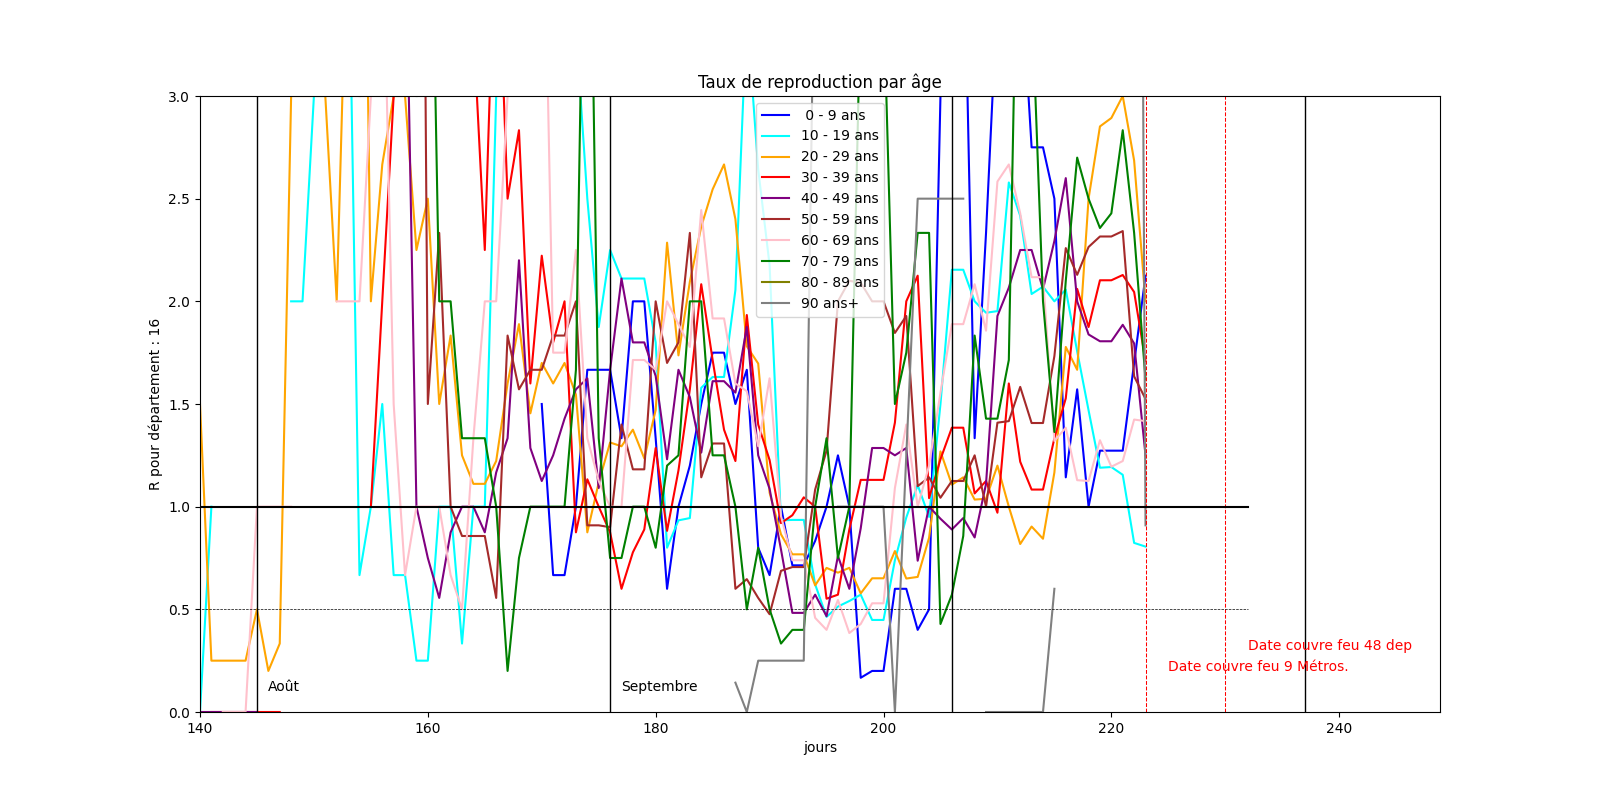 Taux de reproduction par âge
3.0
2.5
2.0
1.5
1.0
0.5
0.0
R pour département : 16
0 - 9 ans
10 - 19 ans
20 - 29 ans
30 - 39 ans
40 - 49 ans
50 - 59 ans
60 - 69 ans
70 - 79 ans
80 - 89 ans
90 ans+
Date couvre feu 48 dep
Date couvre feu 9 Métros.
Août
Septembre
140
160
180
200
220
240
jours